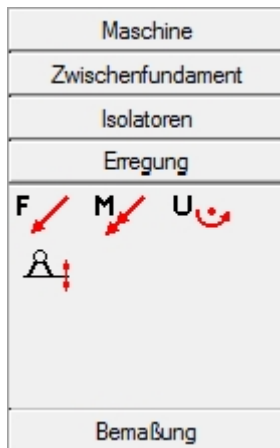 Maschine
Zwischenfundament
Isolatoren
Erregung
F M U
Bemaßung